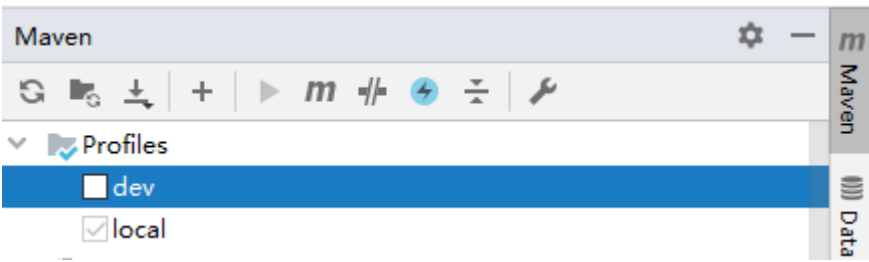 Maven
m
Profiles
dev
local
m
Maven
Data